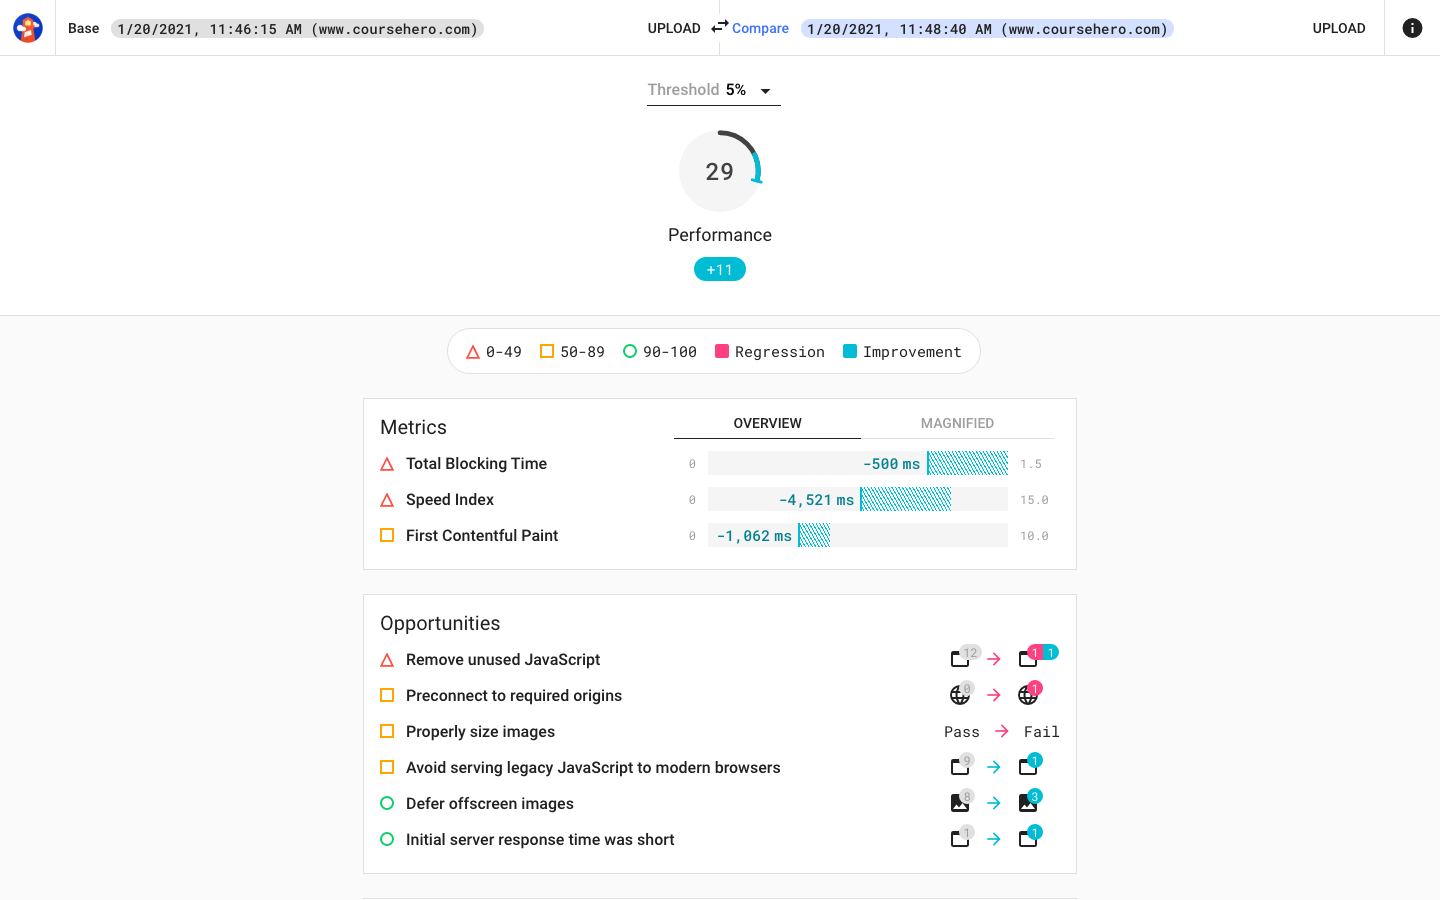 Base 1/20/2021, 11:46:15 AM (www.coursehero.com) UPLOAD Compare 1/20/2021, 11:48:40 AM (www.coursehero.com) UPLOAD
Threshold 5%
29
Performance
+11
0-49 50-89 90-100 Regression Improvement
Metrics OVERVIEW MAGNIFIED
Total Blocking Time 0 -500 ms 1.5
Speed Index 0 -4,521 ms 15.0
First Contentful Paint 0 -1,062 ms 10.0
Opportunities
Remove unused JavaScript 12 1 1
Preconnect to required origins 0 1
Properly size images Pass Fail
Avoid serving legacy JavaScript to modern browsers 9 1
Defer offscreen images 8 3
Initial server response time was short 1 1